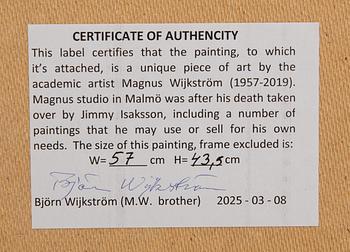 CERTIFICATE OF AUTHENCITY
This label certifies that the painting, to which
it's attached, is a unique piece of art by the
academic artist Magnus Wijkström (1957-2019).
Magnus studio in Malmö was after his death taken
over by Jimmy Isaksson, including a number of
paintings that he may use or sell for his own
needs. The size of this painting, frame excluded is:
W= 57 cm H= 43,5 cm
Björn Wijkström
Björn Wijkström (M.W. brother) 2025 - 03 - 08